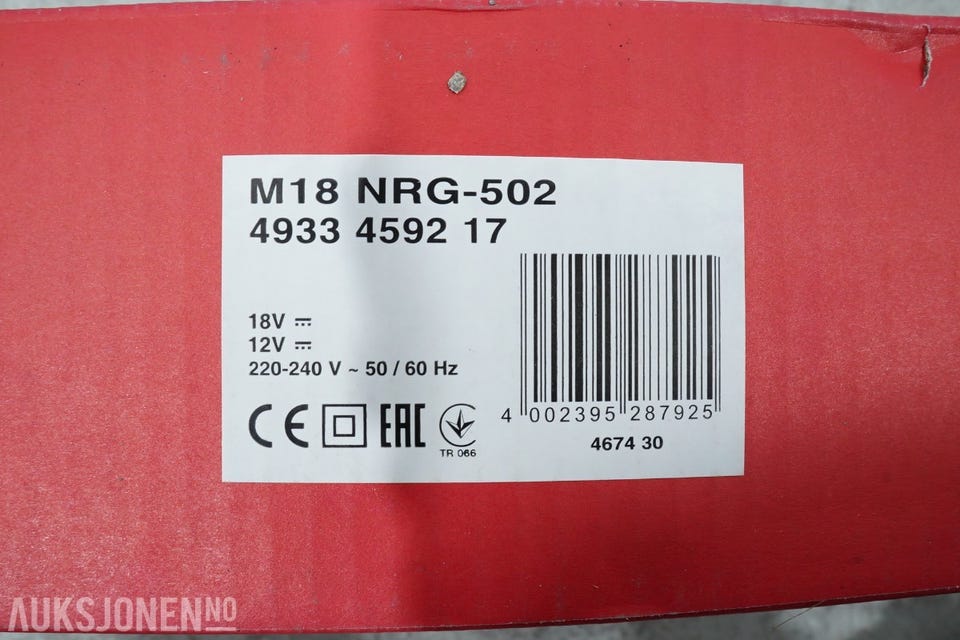 M18 NRG-502
4933 4592 17
18V
12V
220-240 V ~ 50 / 60 Hz
CE EAC
TR 066
4 002395 287925
4674 30
AUKSJONEN.NO